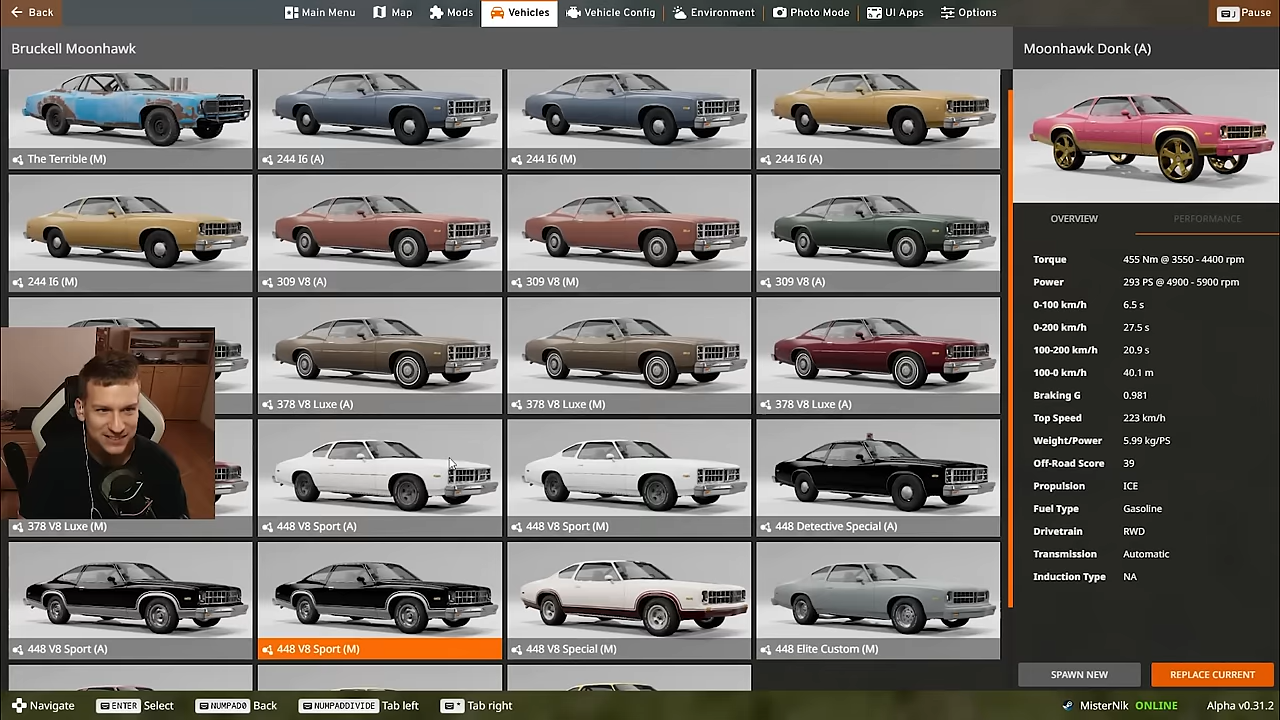 Back
Main Menu
Map
Mods
Vehicles
Vehicle Config
Environment
Photo Mode
UI Apps
Options
J
Pause
Bruckell Moonhawk
The Terrible (M)
244 I6 (A)
244 I6 (M)
244 I6 (A)
244 I6 (M)
309 V8 (A)
309 V8 (M)
309 V8 (A)
378 V8 Luxe (A)
378 V8 Luxe (M)
378 V8 Luxe (A)
378 V8 Luxe (M)
448 V8 Sport (A)
448 V8 Sport (M)
448 Detective Special (A)
448 V8 Sport (A)
448 V8 Sport (M)
448 V8 Special (M)
448 Elite Custom (M)
Moonhawk Donk (A)
OVERVIEW
PERFORMANCE
Torque 455 Nm @ 3550 - 4400 rpm
Power 293 PS @ 4900 - 5900 rpm
0-100 km/h 6.5 s
0-200 km/h 27.5 s
100-200 km/h 20.9 s
100-0 km/h 40.1 m
Braking G 0.981
Top Speed 223 km/h
Weight/Power 5.99 kg/PS
Off-Road Score 39
Propulsion ICE
Fuel Type Gasoline
Drivetrain RWD
Transmission Automatic
Induction Type NA
SPAWN NEW
REPLACE CURRENT
Navigate
ENTER Select
NUMPAD0 Back
NUMPADDIVIDE Tab left
* Tab right
MisterNik ONLINE
Alpha v0.31.2